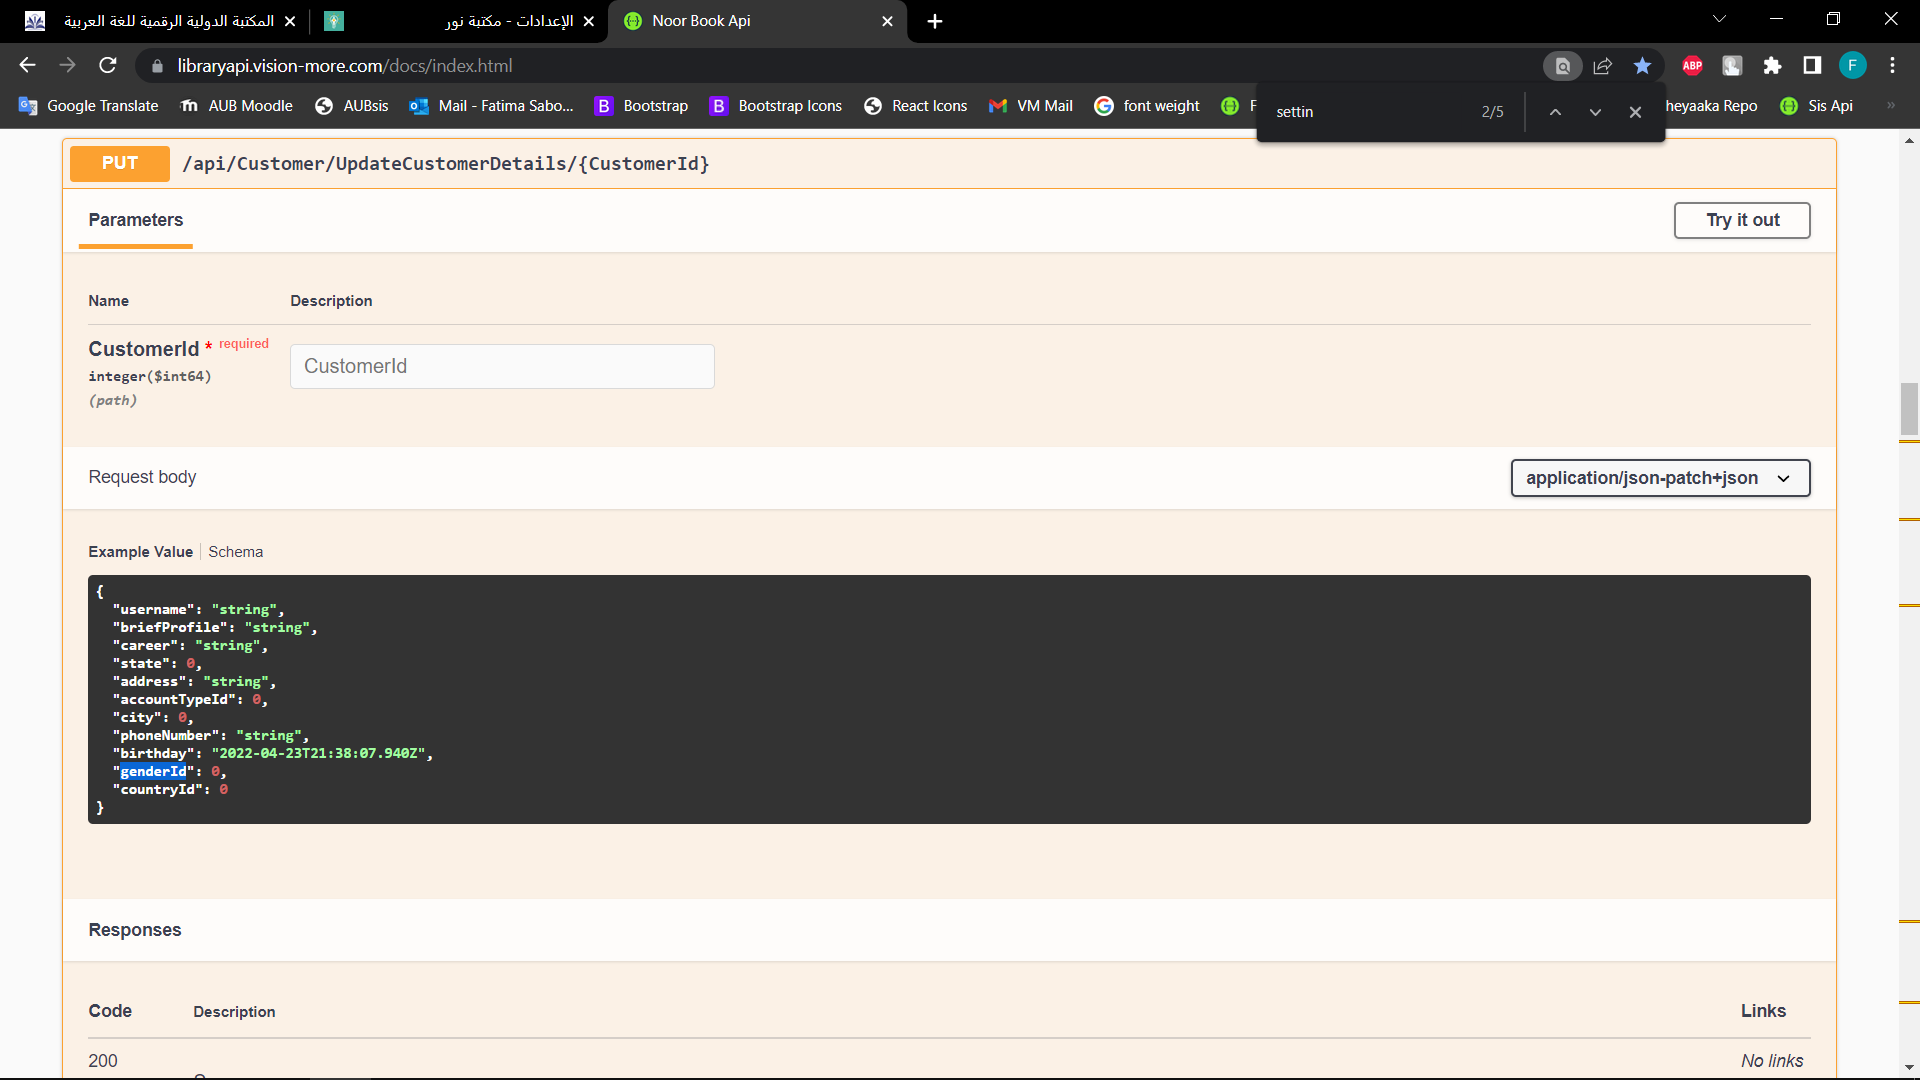 المكتبة الدولية الرقمية للغة العربية
الإعدادات - مكتبة نور
Noor Book Api
libraryapi.vision-more.com/docs/index.html
ABP
F
Google Translate
AUB Moodle
AUBsis
Mail - Fatima Sabo...
Bootstrap
Bootstrap Icons
React Icons
VM Mail
font weight
F
heyaaka Repo
Sis Api
»
settin
2/5
PUT /api/Customer/UpdateCustomerDetails/{CustomerId}
Parameters
Try it out
Name Description
CustomerId * required
CustomerId
integer($int64)
(path)
Request body
application/json-patch+json
Example Value Schema
{
"username": "string",
"briefProfile": "string",
"career": "string",
"state": 0,
"address": "string",
"accountTypeId": 0,
"city": 0,
"phoneNumber": "string",
"birthday": "2022-04-23T21:38:07.940Z",
"genderId": 0,
"countryId": 0
}
Responses
Code Description Links
200 No links